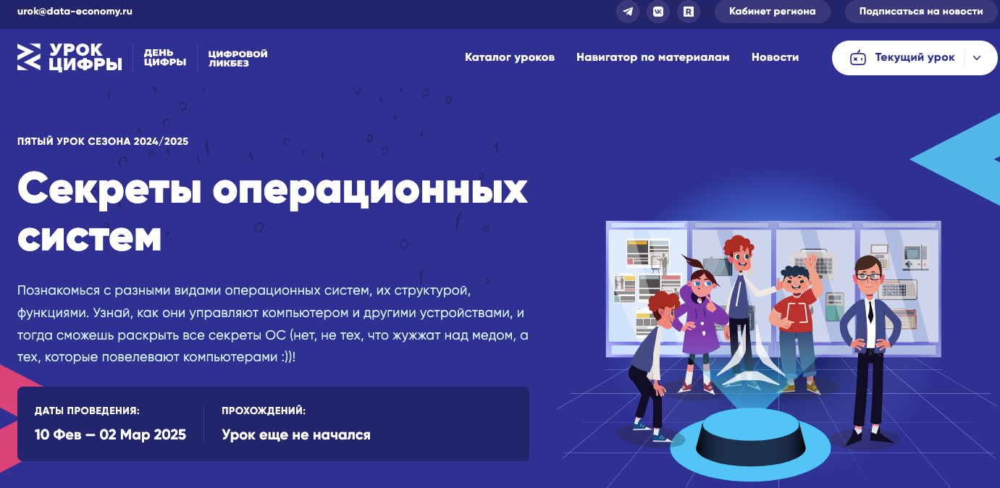 urok@data-economy.ru
Кабинет региона
Подписаться на новости
УРОК
ЦИФРЫ
ДЕНЬ
ЦИФРЫ
ЦИФРОВОЙ
ЛИКБЕЗ
Каталог уроков
Навигатор по материалам
Новости
Текущий урок
ПЯТЫЙ УРОК СЕЗОНА 2024/2025
Секреты операционных
систем
Познакомься с разными видами операционных систем, их структурой,
функциями. Узнай, как они управляют компьютером и другими устройствами, и
тогда сможешь раскрыть все секреты ОС (нет, не тех, что жужжат над медом, а
тех, которые повелевают компьютерами :))!
ДАТЫ ПРОВЕДЕНИЯ:
10 Фев — 02 Мар 2025
ПРОХОЖДЕНИЙ:
Урок еще не начался